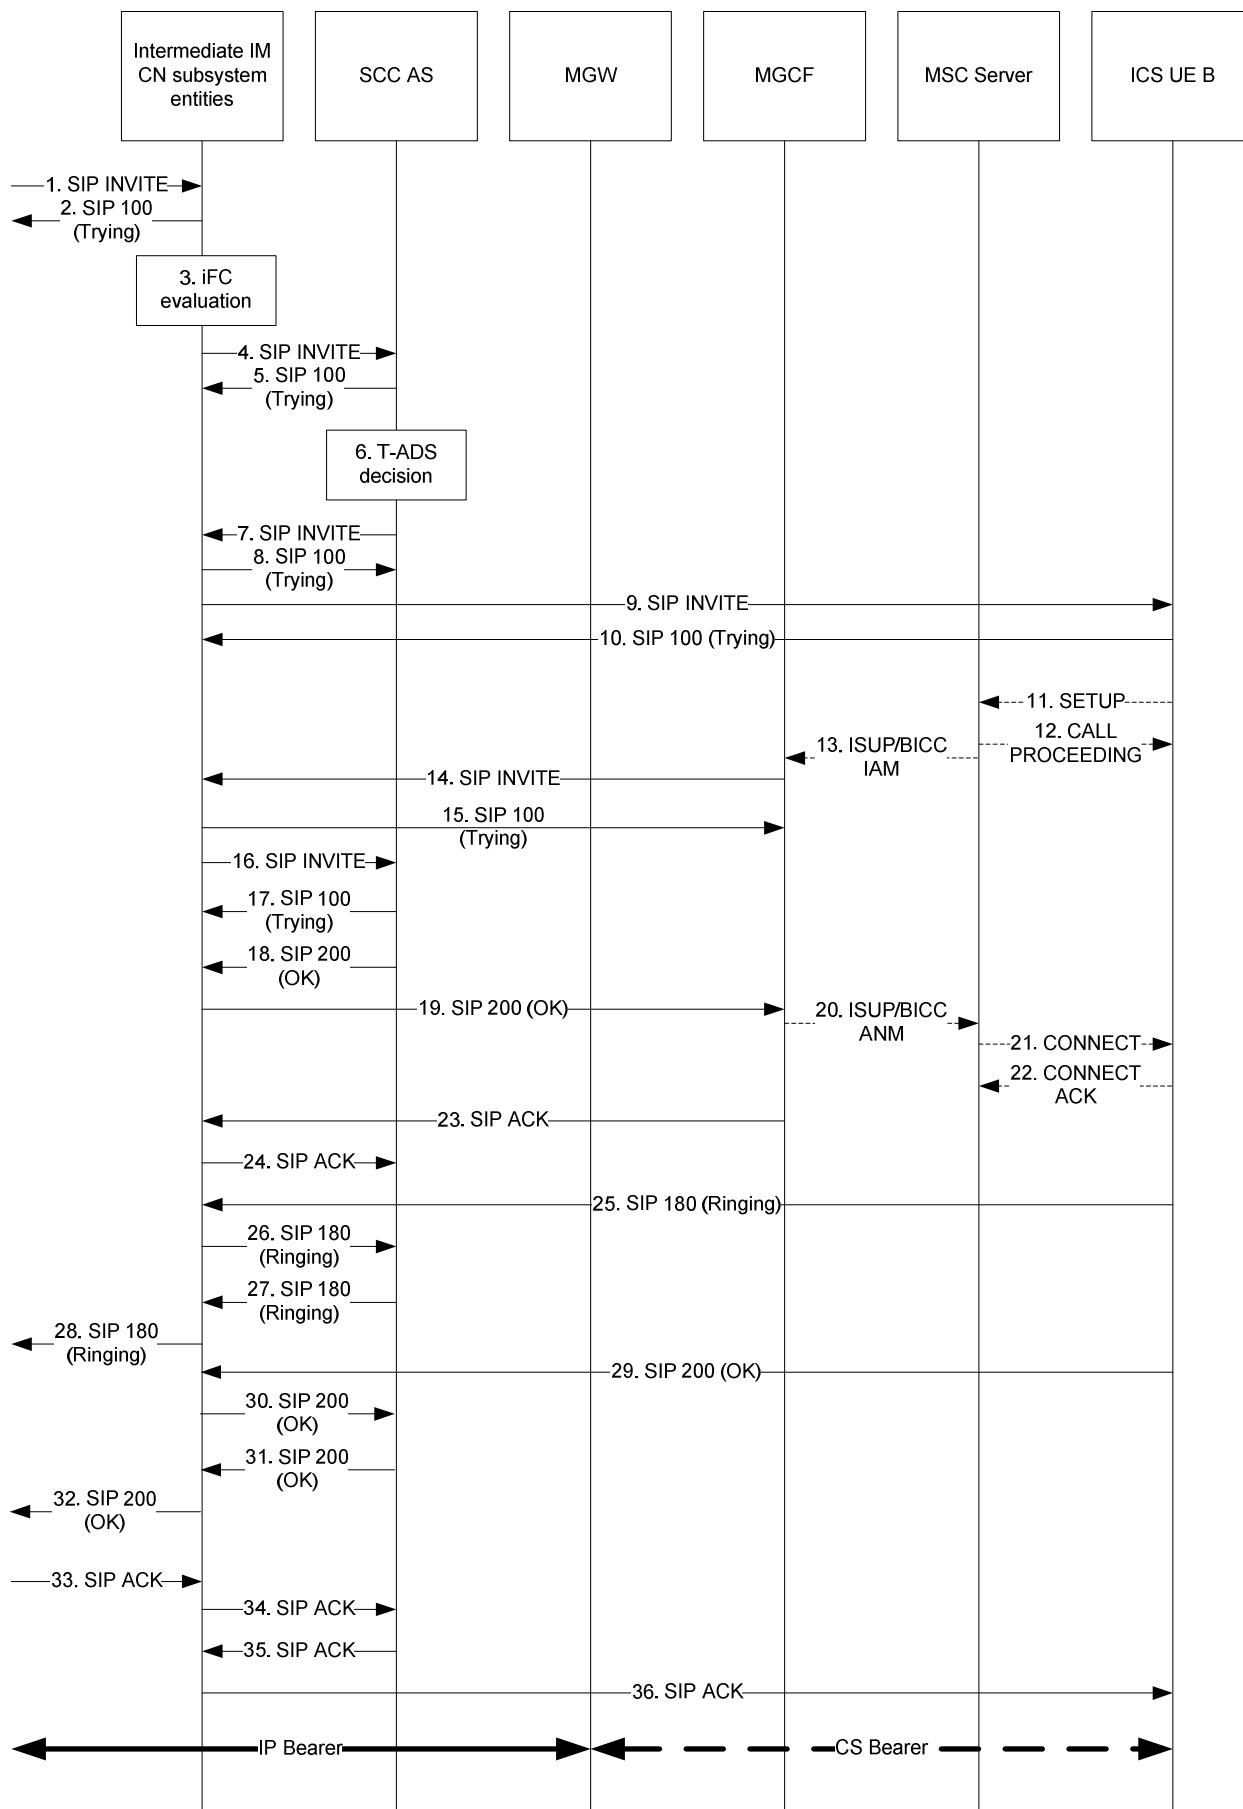 Intermediate IM
CN subsystem
entities
SCC AS
MGW
MGCF
MSC Server
ICS UE B
1. SIP INVITE
2. SIP 100
(Trying)
3. iFC
evaluation
4. SIP INVITE
5. SIP 100
(Trying)
6. T-ADS
decision
7. SIP INVITE
8. SIP 100
(Trying)
9. SIP INVITE
10. SIP 100 (Trying)
11. SETUP
12. CALL
PROCEEDING
13. ISUP/BICC
IAM
14. SIP INVITE
15. SIP 100
(Trying)
16. SIP INVITE
17. SIP 100
(Trying)
18. SIP 200
(OK)
19. SIP 200 (OK)
20. ISUP/BICC
ANM
21. CONNECT
22. CONNECT
ACK
23. SIP ACK
24. SIP ACK
25. SIP 180 (Ringing)
26. SIP 180
(Ringing)
27. SIP 180
(Ringing)
28. SIP 180
(Ringing)
29. SIP 200 (OK)
30. SIP 200
(OK)
31. SIP 200
(OK)
32. SIP 200
(OK)
33. SIP ACK
34. SIP ACK
35. SIP ACK
36. SIP ACK
IP Bearer
CS Bearer